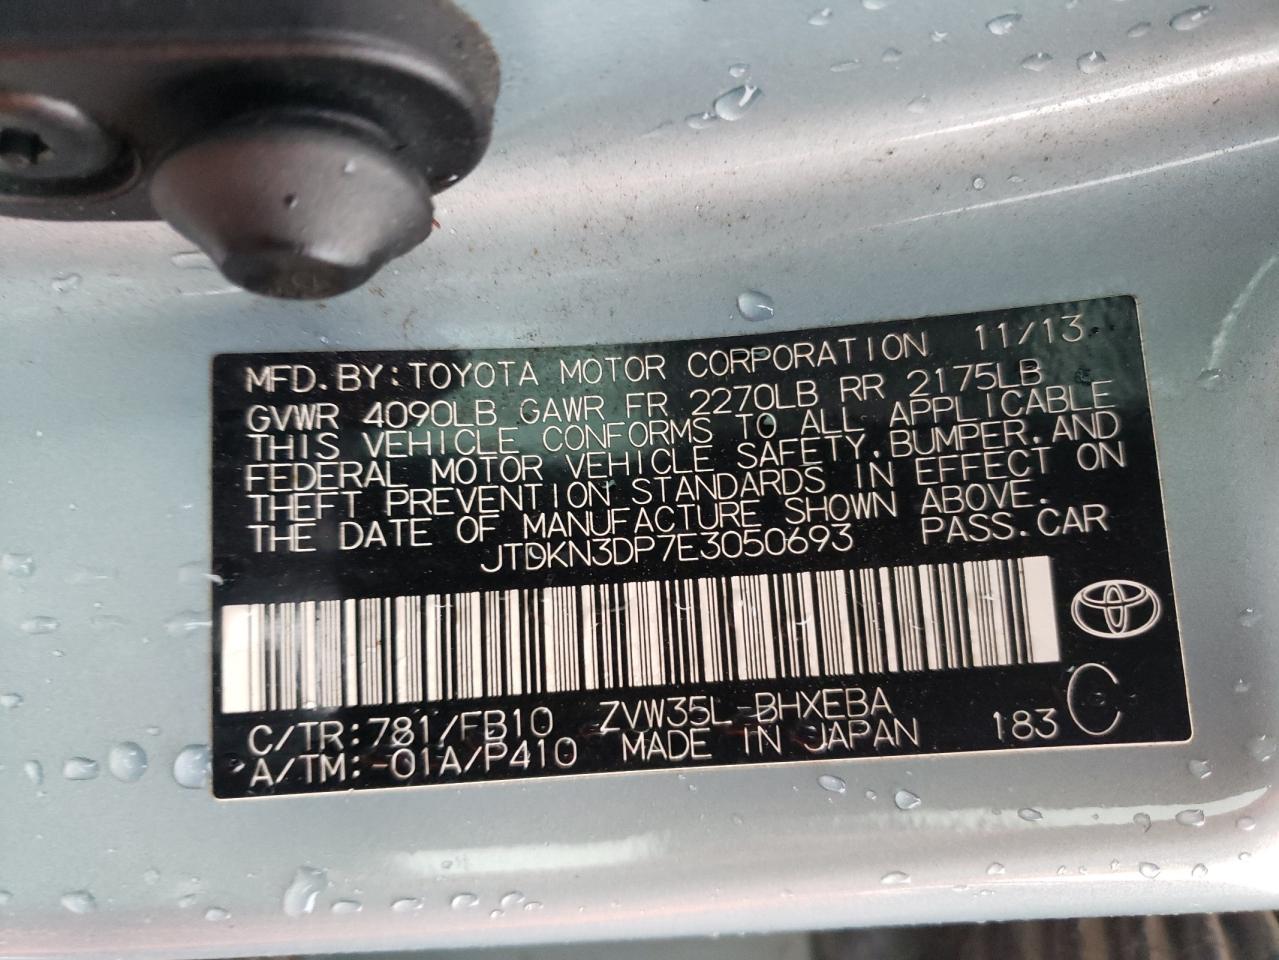 MFD.BY:TOYOTA MOTOR CORPORATION 11/13
GVWR 4090LB GAWR FR 2270LB RR 2175LB
THIS VEHICLE CONFORMS TO ALL APPLICABLE
FEDERAL MOTOR VEHICLE SAFETY,BUMPER,AND
THEFT PREVENTION STANDARDS IN EFFECT ON
THE DATE OF MANUFACTURE SHOWN ABOVE.
JTDKN3DP7E3050693 PASS.CAR
C/TR:781/FB10 ZVW35L-BHXEBA
A/TM:-01A/P410 MADE IN JAPAN 183 C